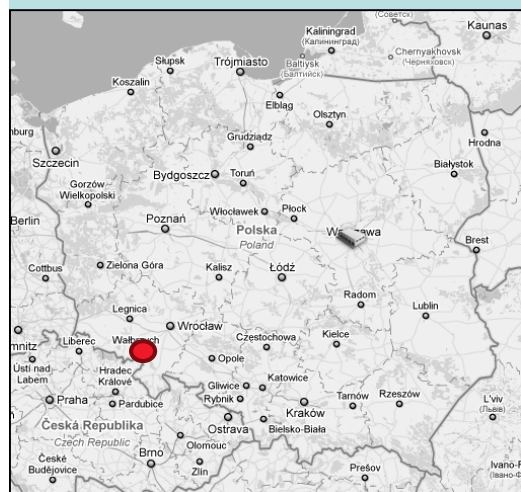 (Советск)
Kaliningrad
(Калининград)
Kaunas
Słupsk
Trójmiasto
Baltiysk
(Балтийск)
Chernyakhovsk
(Черняховск)
Koszalin
Elbląg
Olsztyn
Grudziądz
Hrodna
Szczecin
Białystok
Bydgoszcz
Toruń
Gorzów
Wielkopolski
Włocławek
Płock
Berlin
Poznań
Polska
Poland
Brest
Cottbus
Zielona Góra
Kalisz
Łódź
Radom
Lublin
Legnica
Wrocław
Wałbrzych
Liberec
Częstochowa
Kielce
Opole
Ústí nad
Labem
Hradec
Králové
Gliwice
Katowice
Rybnik
Tarnów
Rzeszów
Praha
Pardubice
Kraków
L'viv
(Львів)
Ostrava
Bielsko-Biała
Česká Republika
Czech Republic
Olomouc
České
Budějovice
Brno
Zlín
Prešov